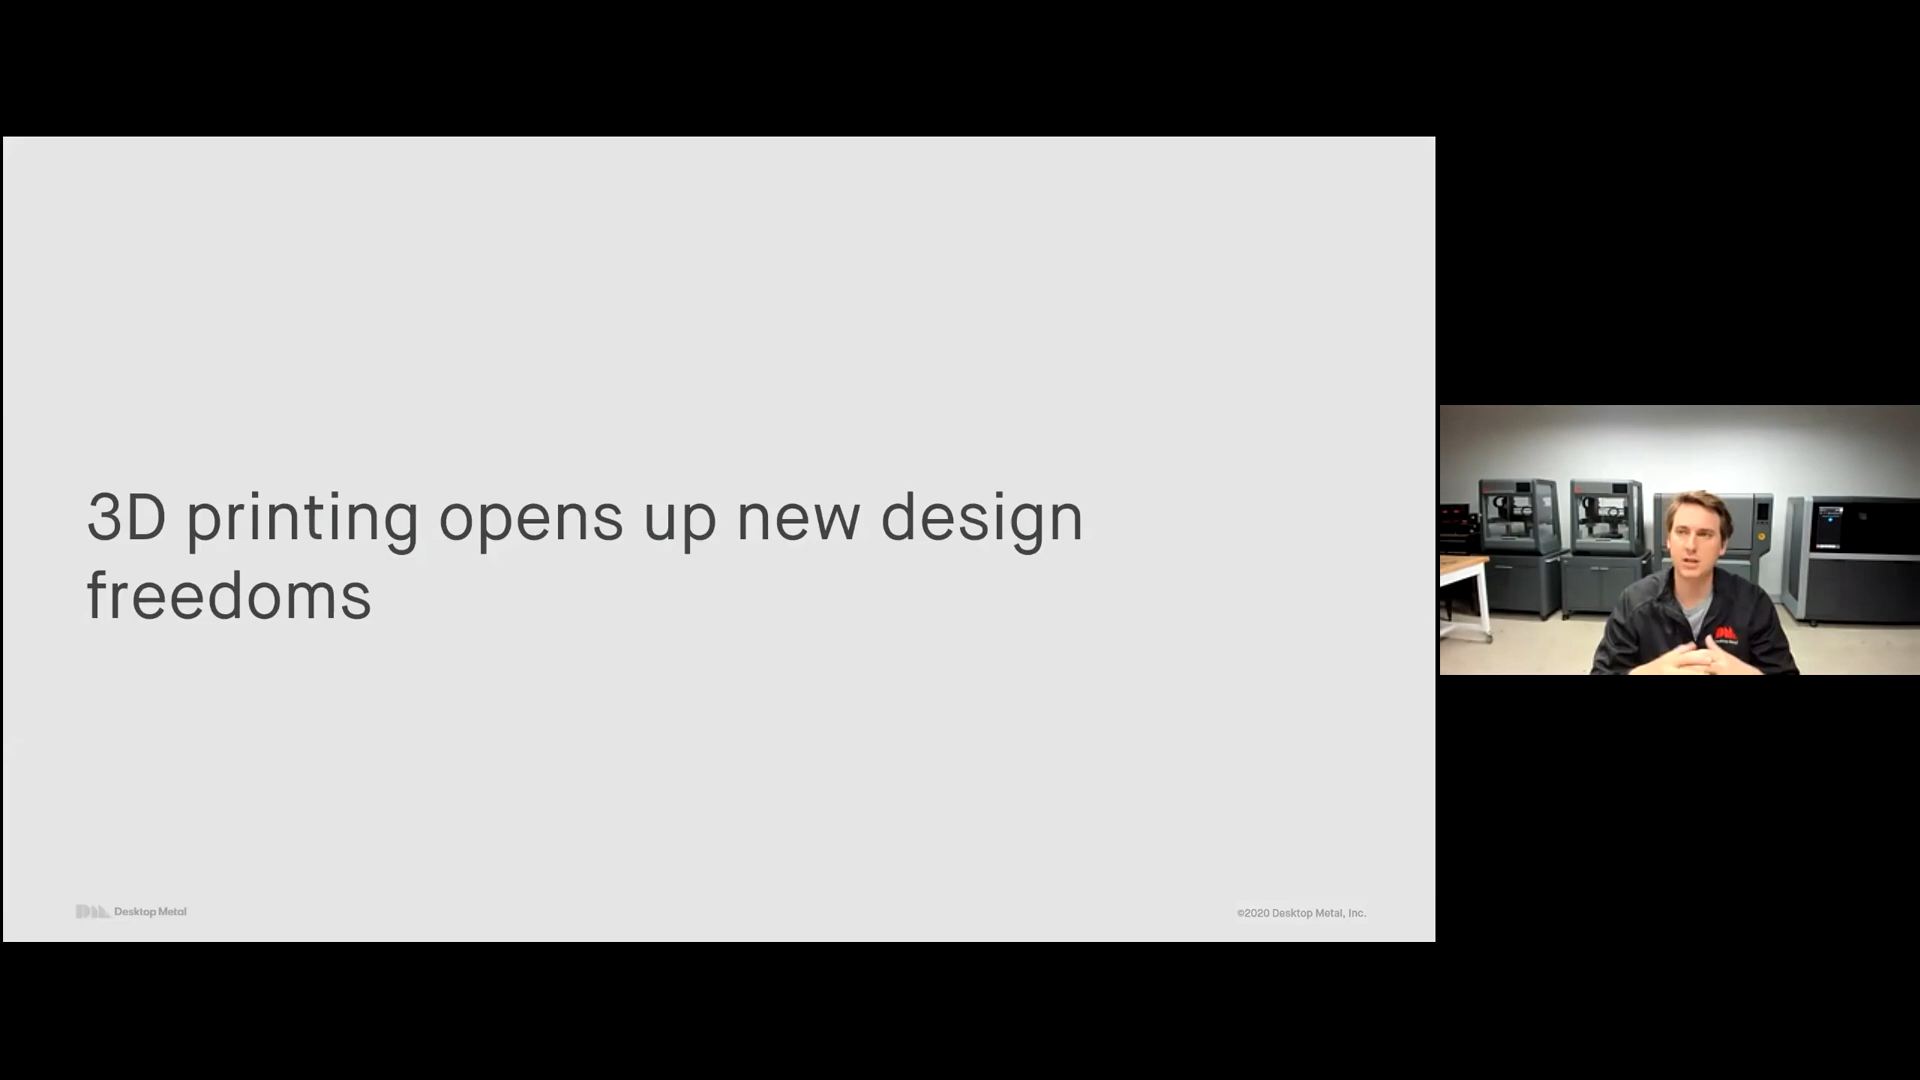 3D printing opens up new design
freedoms
Desktop Metal
©2020 Desktop Metal, Inc.